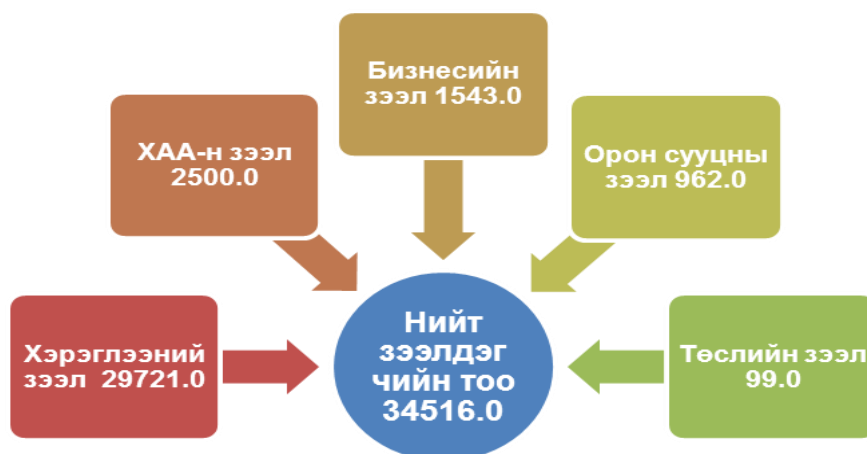 Бизнесийн
зээл 1543.0
ХАА-н зээл
2500.0
Орон сууцны
зээл 962.0
Хэрэглээний
зээл 29721.0
Нийт
зээлдэг
чийн тоо
34516.0
Төслийн зээл
99.0